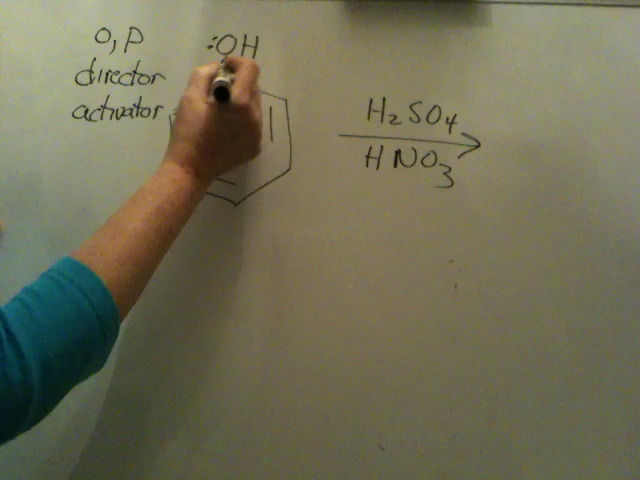 O, P
director
activator
:OH
H₂SO₄
HNO₃